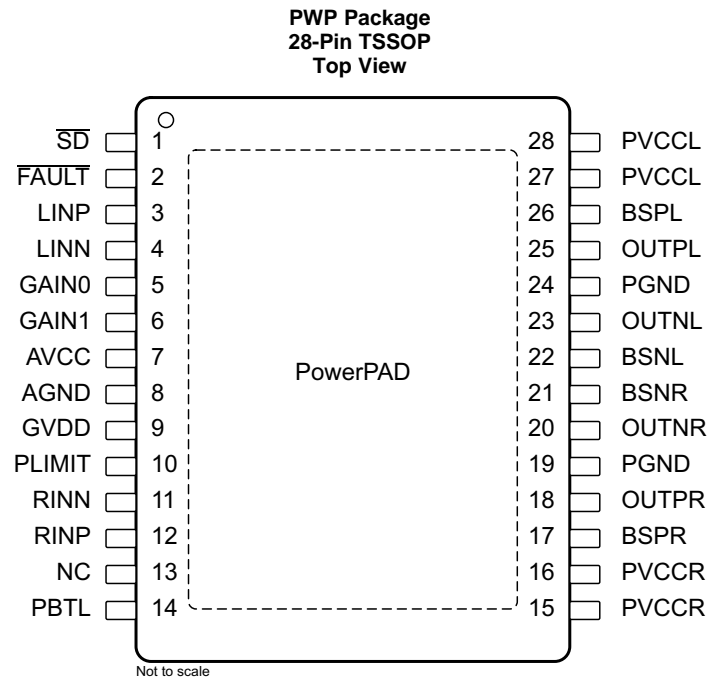 PWP Package
28-Pin TSSOP
Top View
SD 1 28 PVCCL
FAULT 2 27 PVCCL
LINP 3 26 BSPL
LINN 4 25 OUTPL
GAIN0 5 24 PGND
GAIN1 6 23 OUTNL
AVCC 7 22 BSNL
PowerPAD
AGND 8 21 BSNR
GVDD 9 20 OUTNR
PLIMIT 10 19 PGND
RINN 11 18 OUTPR
RINP 12 17 BSPR
NC 13 16 PVCCR
PBTL 14 15 PVCCR
Not to scale